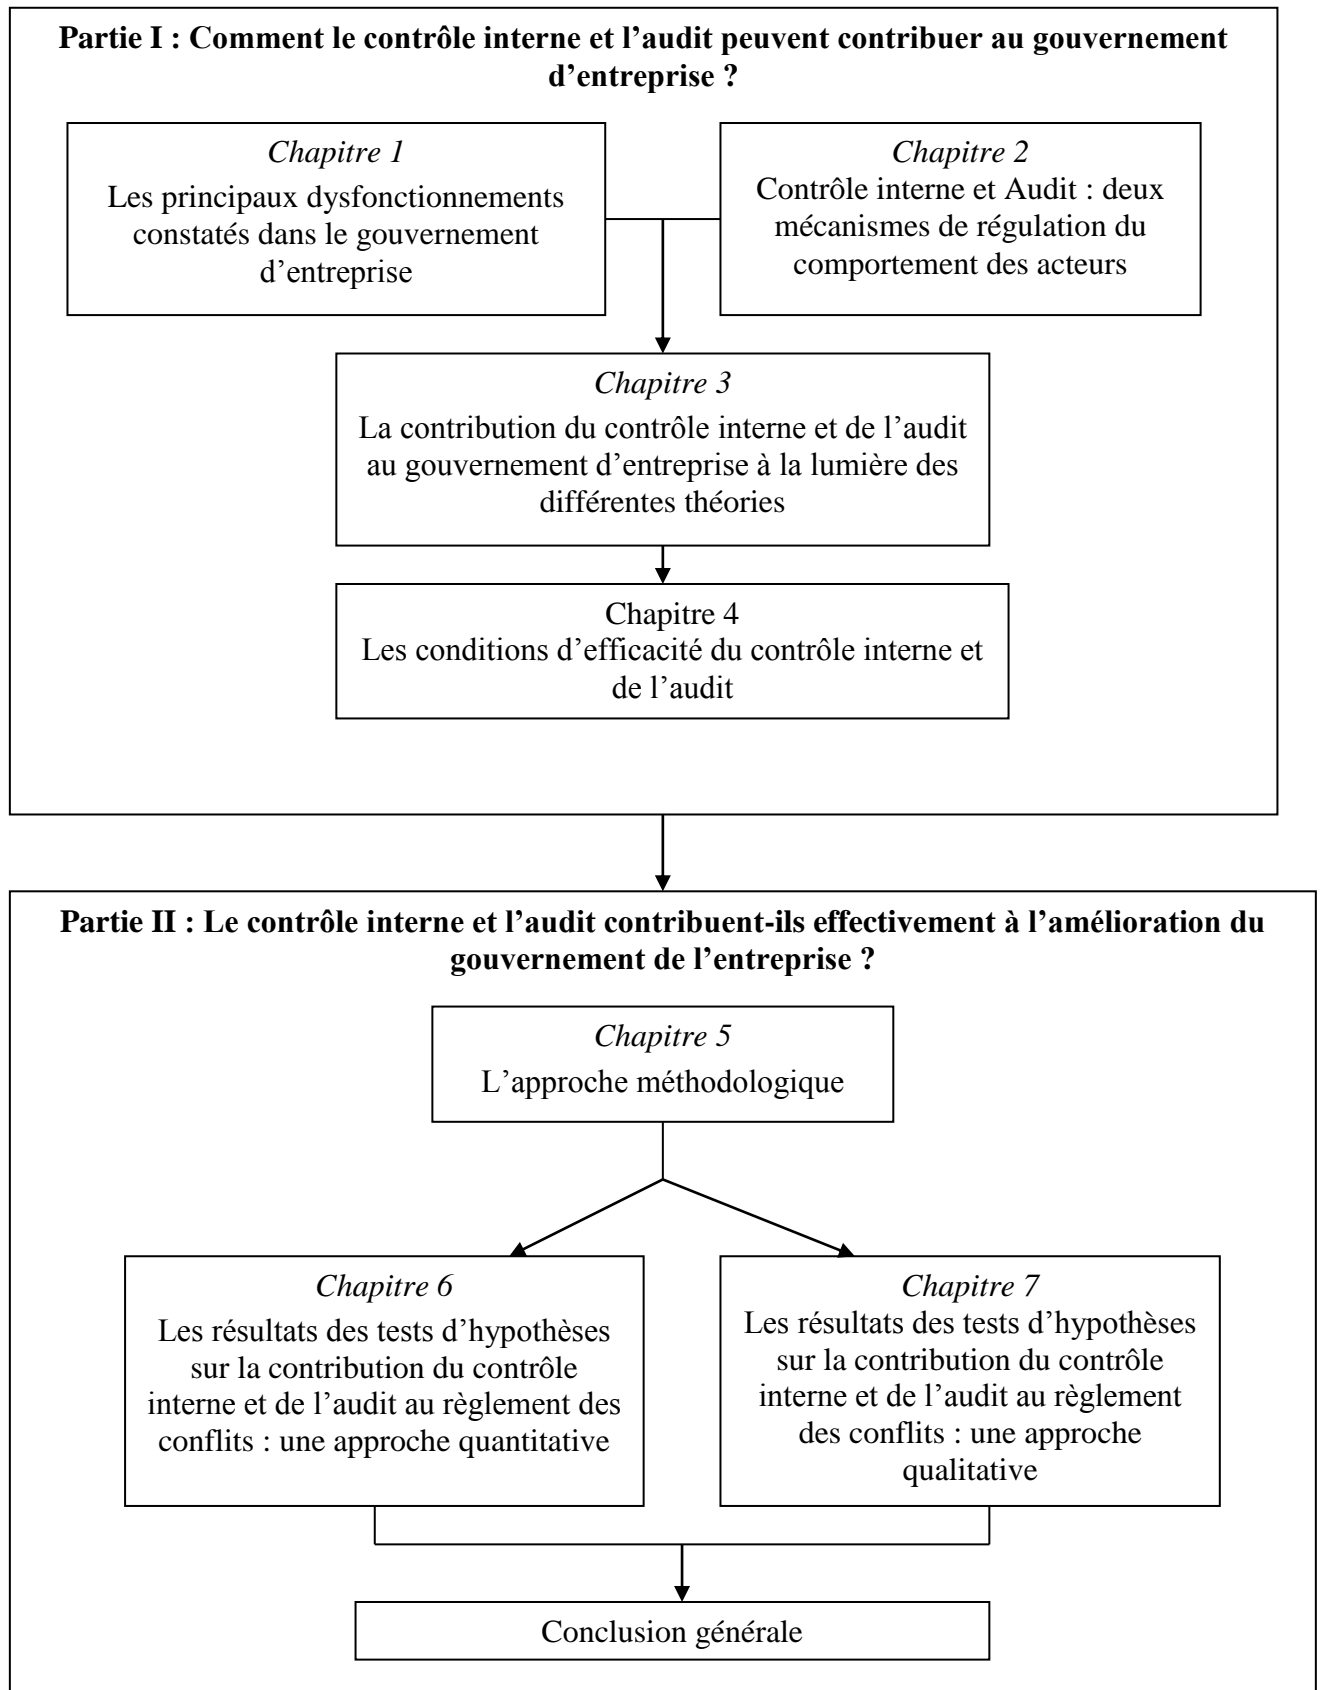 Partie I : Comment le contrôle interne et l’audit peuvent contribuer au gouvernement
d’entreprise ?
Chapitre 1
Les principaux dysfonctionnements
constatés dans le gouvernement
d’entreprise
Chapitre 2
Contrôle interne et Audit : deux
mécanismes de régulation du
comportement des acteurs
Chapitre 3
La contribution du contrôle interne et de l’audit
au gouvernement d’entreprise à la lumière des
différentes théories
Chapitre 4
Les conditions d’efficacité du contrôle interne et
de l’audit
Partie II : Le contrôle interne et l’audit contribuent-ils effectivement à l’amélioration du
gouvernement de l’entreprise ?
Chapitre 5
L’approche méthodologique
Chapitre 6
Les résultats des tests d’hypothèses
sur la contribution du contrôle
interne et de l’audit au règlement des
conflits : une approche quantitative
Chapitre 7
Les résultats des tests d’hypothèses
sur la contribution du contrôle
interne et de l’audit au règlement
des conflits : une approche
qualitative
Conclusion générale